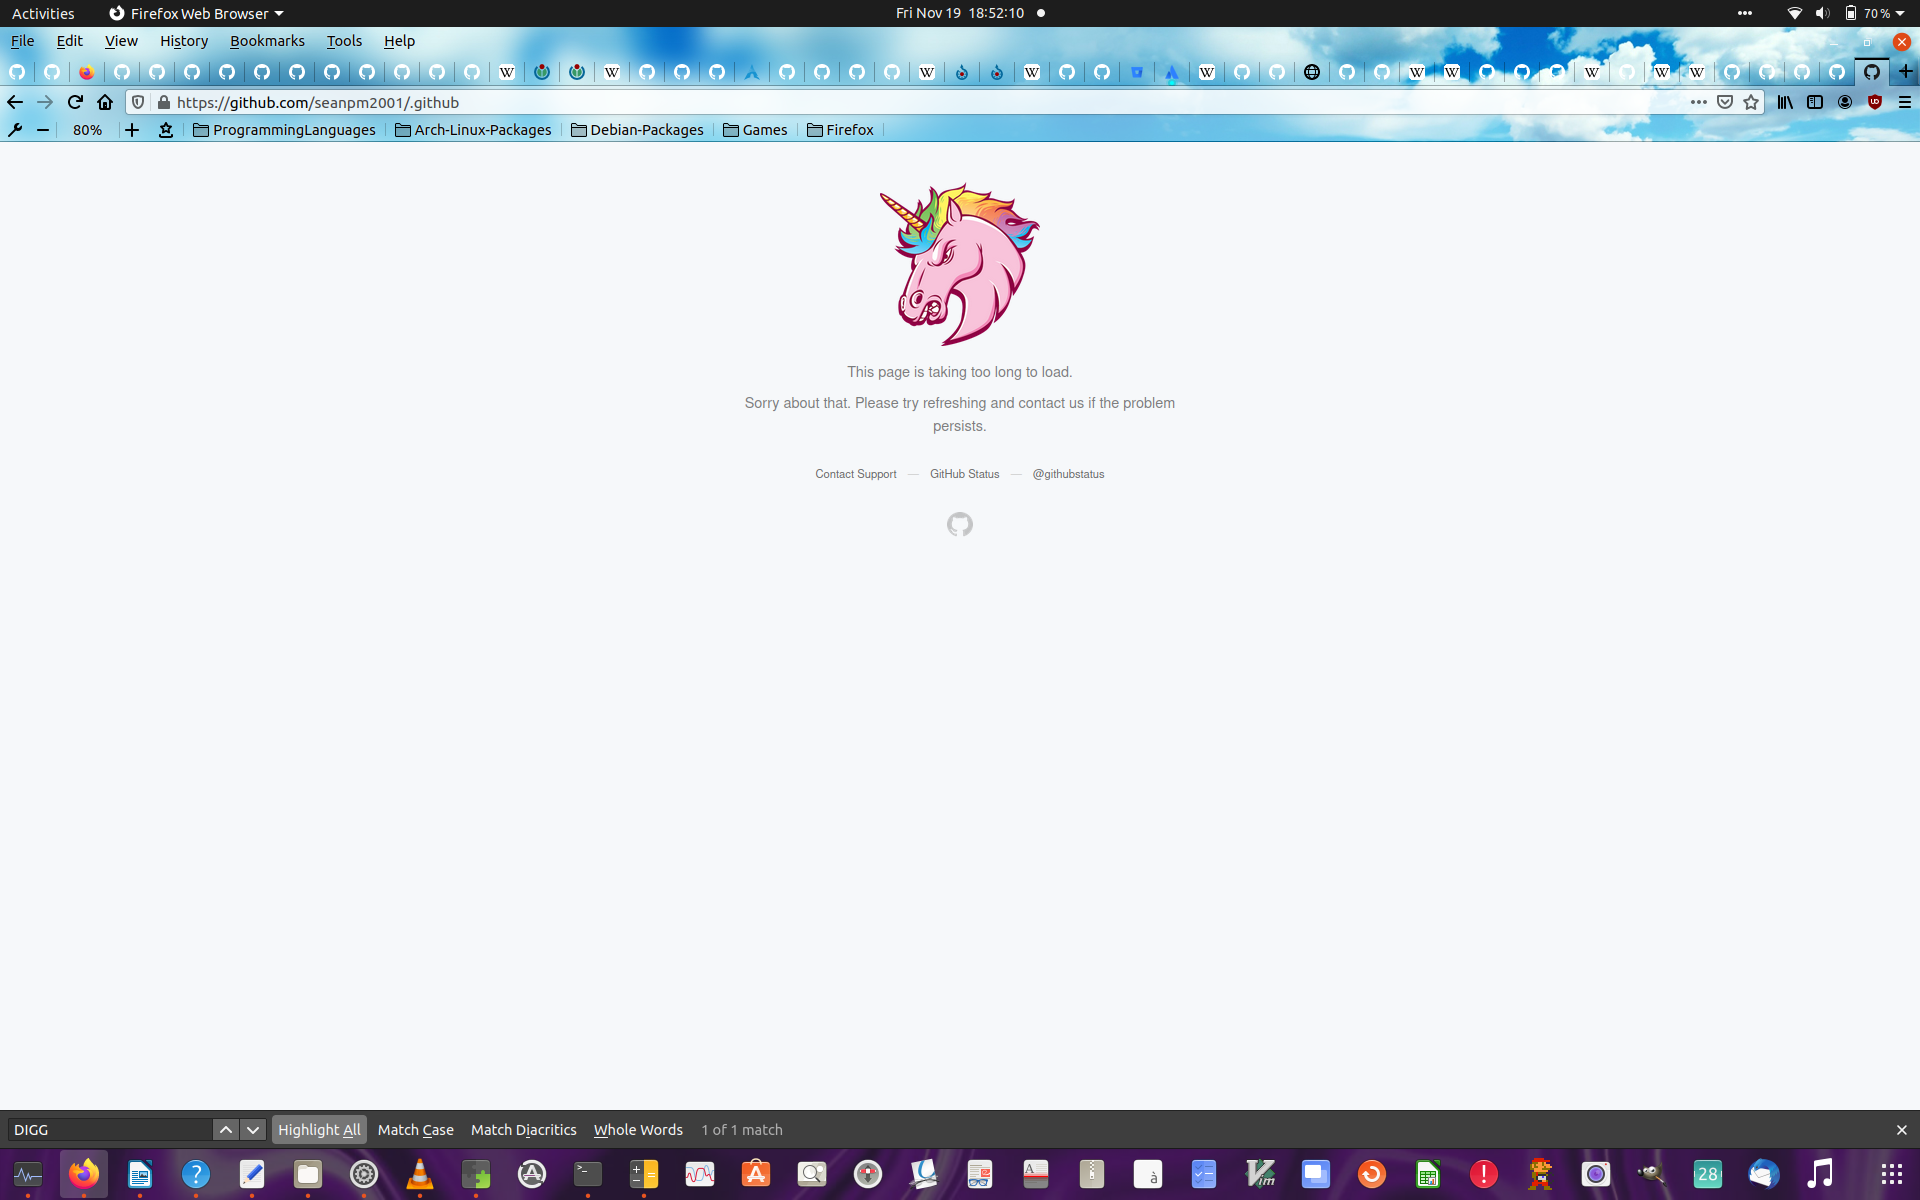 Activities
Firefox Web Browser
Fri Nov 19 18:52:10
70 %
File Edit View History Bookmarks Tools Help
https://github.com/seanpm2001/.github
80%
ProgrammingLanguages
Arch-Linux-Packages
Debian-Packages
Games
Firefox
This page is taking too long to load.
Sorry about that. Please try refreshing and contact us if the problem
persists.
Contact Support — GitHub Status — @githubstatus
DIGG
Highlight All
Match Case
Match Diacritics
Whole Words
1 of 1 match
28